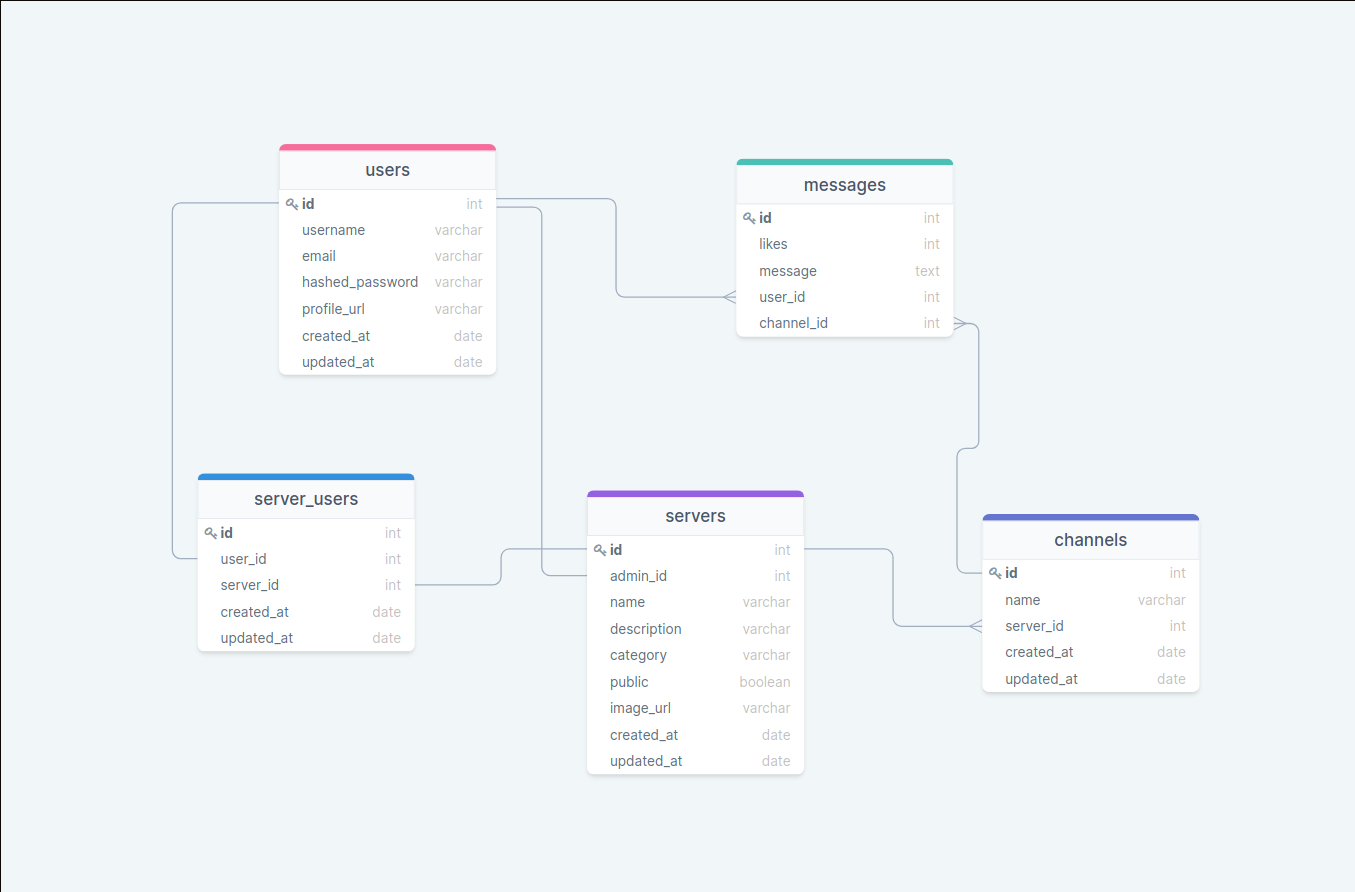 users
id int
username varchar
email varchar
hashed_password varchar
profile_url varchar
created_at date
updated_at date
messages
id int
likes int
message text
user_id int
channel_id int
server_users
id int
user_id int
server_id int
created_at date
updated_at date
servers
id int
admin_id int
name varchar
description varchar
category varchar
public boolean
image_url varchar
created_at date
updated_at date
channels
id int
name varchar
server_id int
created_at date
updated_at date